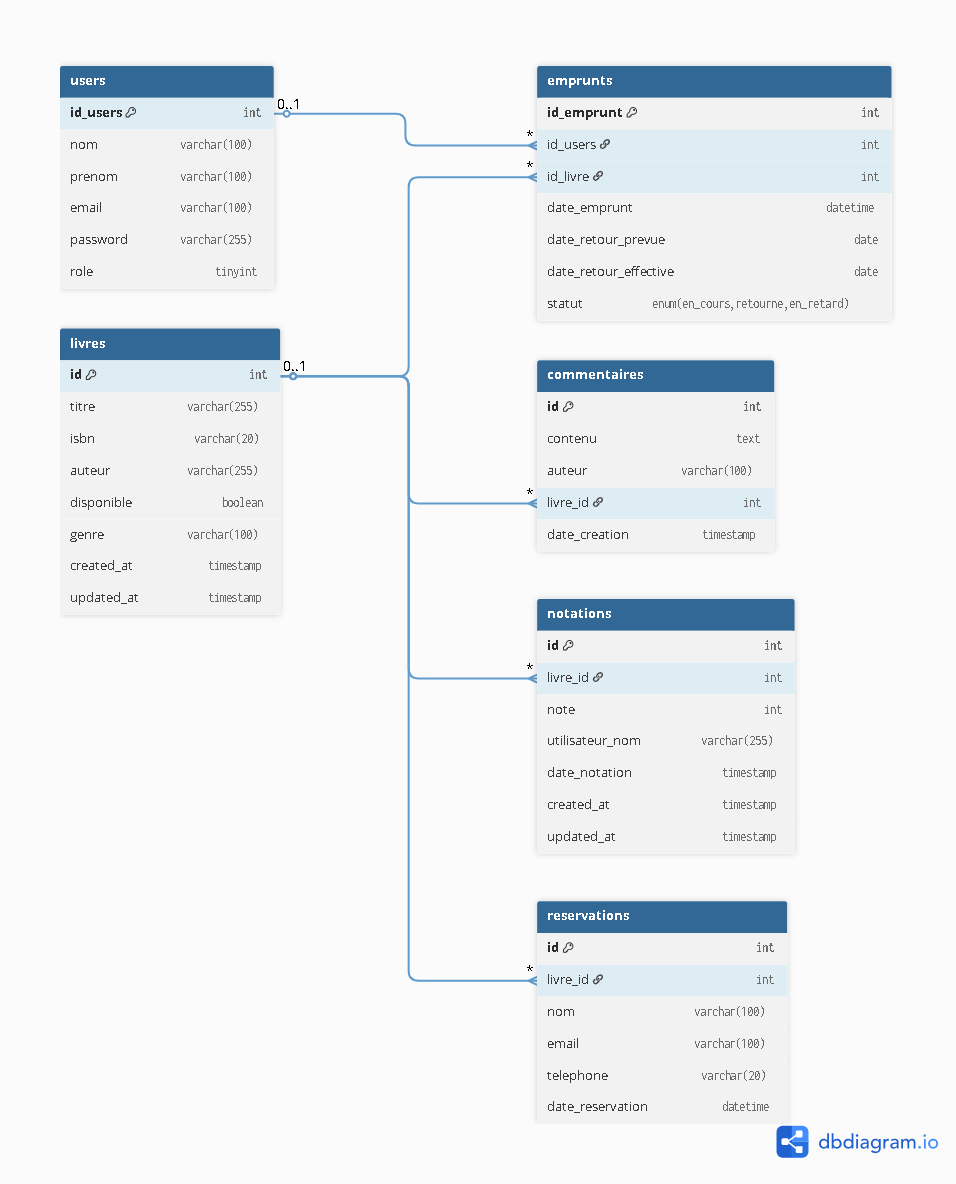 users
id_users int
nom varchar(100)
prenom varchar(100)
email varchar(100)
password varchar(255)
role tinyint
0..1
livres
id int
titre varchar(255)
isbn varchar(20)
auteur varchar(255)
disponible boolean
genre varchar(100)
created_at timestamp
updated_at timestamp
0..1
emprunts
id_emprunt int
* id_users int
* id_livre int
date_emprunt datetime
date_retour_prevue date
date_retour_effective date
statut enum(en_cours,retourne,en_retard)
commentaires
id int
contenu text
auteur varchar(100)
* livre_id int
date_creation timestamp
notations
id int
* livre_id int
note int
utilisateur_nom varchar(255)
date_notation timestamp
created_at timestamp
updated_at timestamp
reservations
id int
* livre_id int
nom varchar(100)
email varchar(100)
telephone varchar(20)
date_reservation datetime
dbdiagram.io